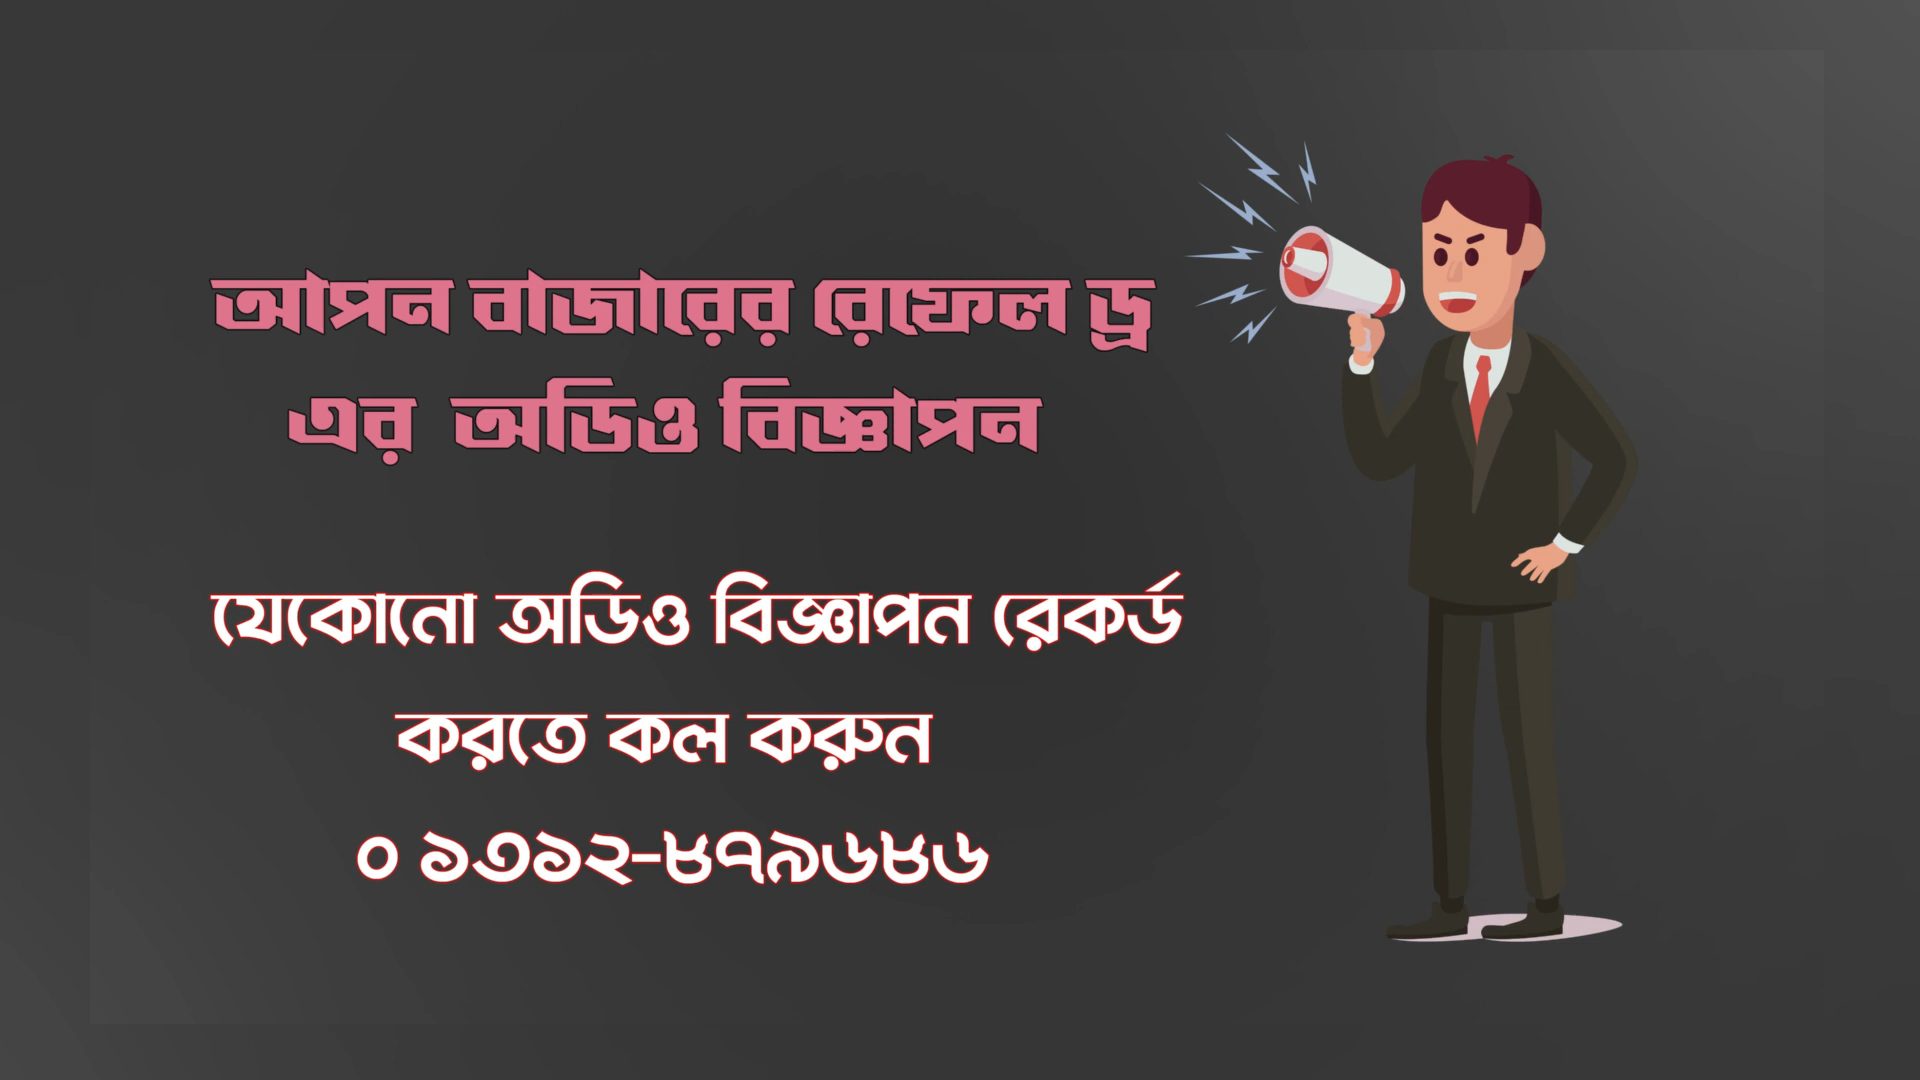 আপন বাজারের রেফেল ড্র
এর অডিও বিজ্ঞাপন
যেকোনো অডিও বিজ্ঞাপন রেকর্ড
করতে কল করুন
০ ১৩১২-৮৭৯৬৮৬